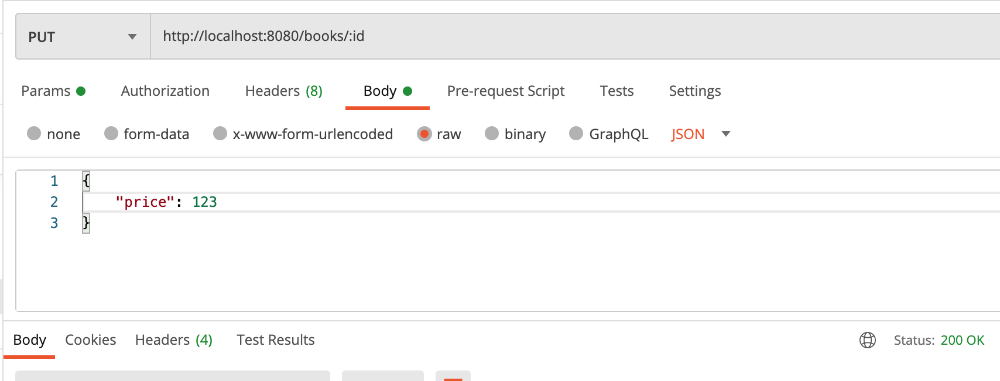 PUT http://localhost:8080/books/:id
Params Authorization Headers (8) Body Pre-request Script Tests Settings
none form-data x-www-form-urlencoded raw binary GraphQL JSON
1 {
2 "price": 123
3 }
Body Cookies Headers (4) Test Results Status: 200 OK